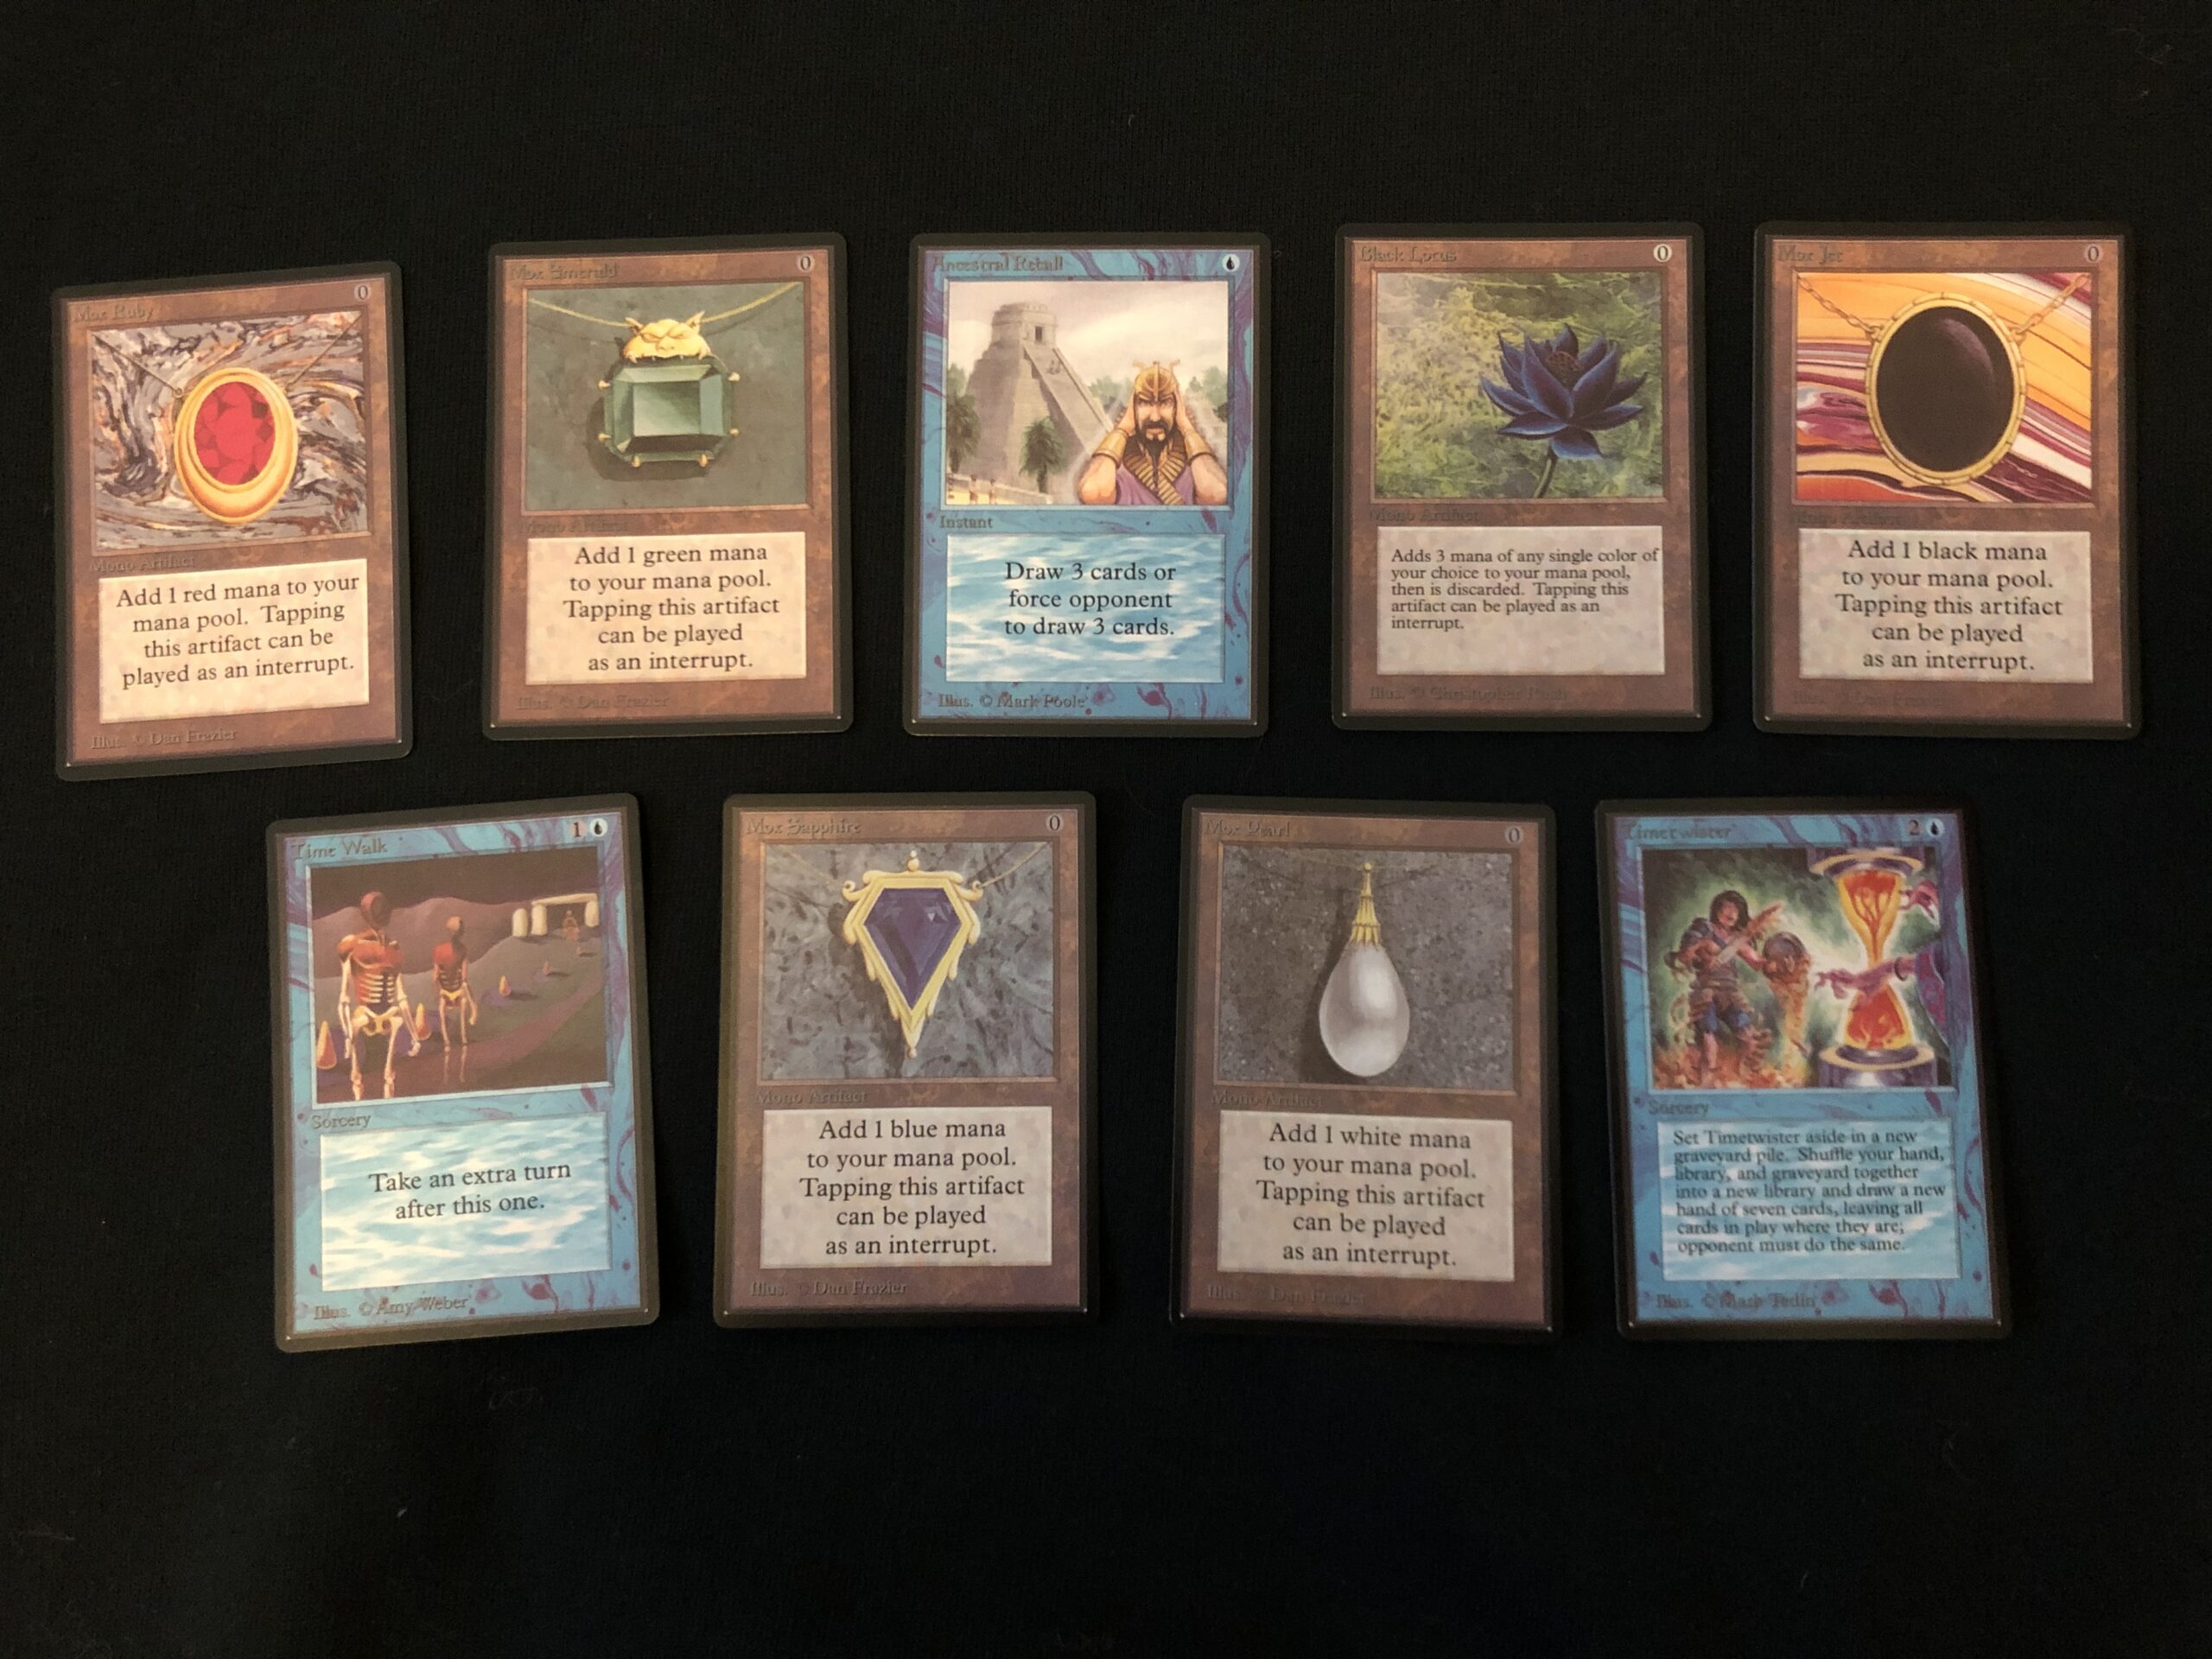 Mox Ruby
0
Mono Artifact
Add 1 red mana to your
mana pool. Tapping
this artifact can be
played as an interrupt.
Illus. © Dan Frazier
Mox Emerald
0
Mono Artifact
Add 1 green mana
to your mana pool.
Tapping this artifact
can be played
as an interrupt.
Illus. © Dan Frazier
Ancestral Recall
Instant
Draw 3 cards or
force opponent
to draw 3 cards.
Illus. © Mark Poole
Black Lotus
0
Mono Artifact
Adds 3 mana of any single color of
your choice to your mana pool,
then is discarded. Tapping this
artifact can be played as an
interrupt.
Illus. © Christopher Rush
Mox Jet
0
Add 1 black mana
to your mana pool.
Tapping this artifact
can be played
as an interrupt.
Time Walk
1
Sorcery
Take an extra turn
after this one.
Illus. © Amy Weber
Mox Sapphire
0
Mono Artifact
Add 1 blue mana
to your mana pool.
Tapping this artifact
can be played
as an interrupt.
Illus. © Dan Frazier
Mox Pearl
0
Mono Artifact
Add 1 white mana
to your mana pool.
Tapping this artifact
can be played
as an interrupt.
Illus. © Dan Frazier
Timetwister
2
Sorcery
Set Timetwister aside in a new
graveyard pile. Shuffle your hand,
library, and graveyard together
into a new library and draw a new
hand of seven cards, leaving all
cards in play where they are;
opponent must do the same.
Illus. © Mark Tedin